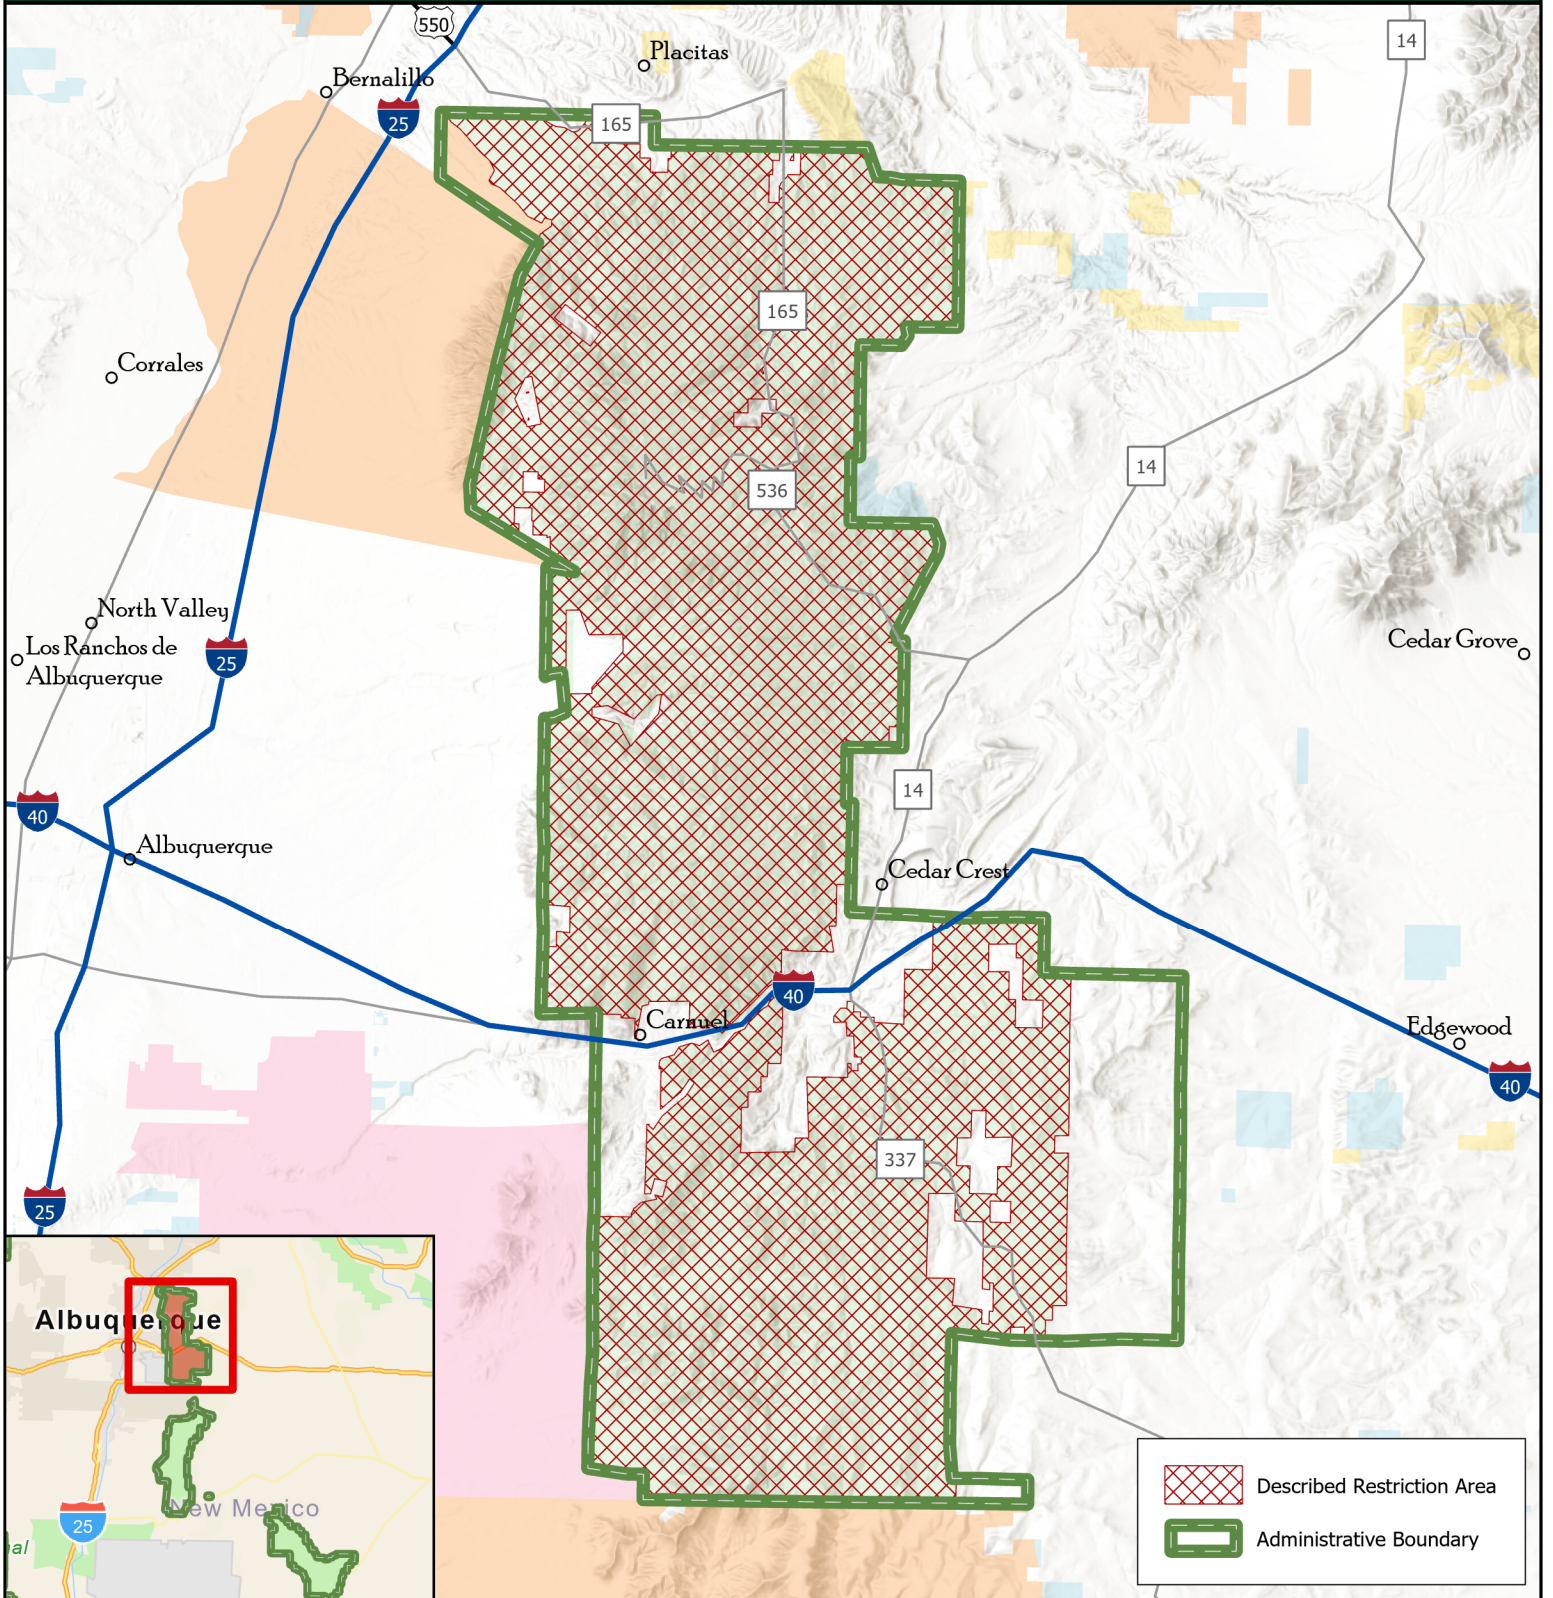 550
14
Placitas
Bernalillo
25
165
165
Corrales
14
536
North Valley
Los Ranchos de
Albuquerque
25
Cedar Grove
40
14
Albuquerque
Cedar Crest
40
Carnuel
Edgewood
40
337
25
Albuquerque
New Mexico
25
al
Described Restriction Area
Administrative Boundary